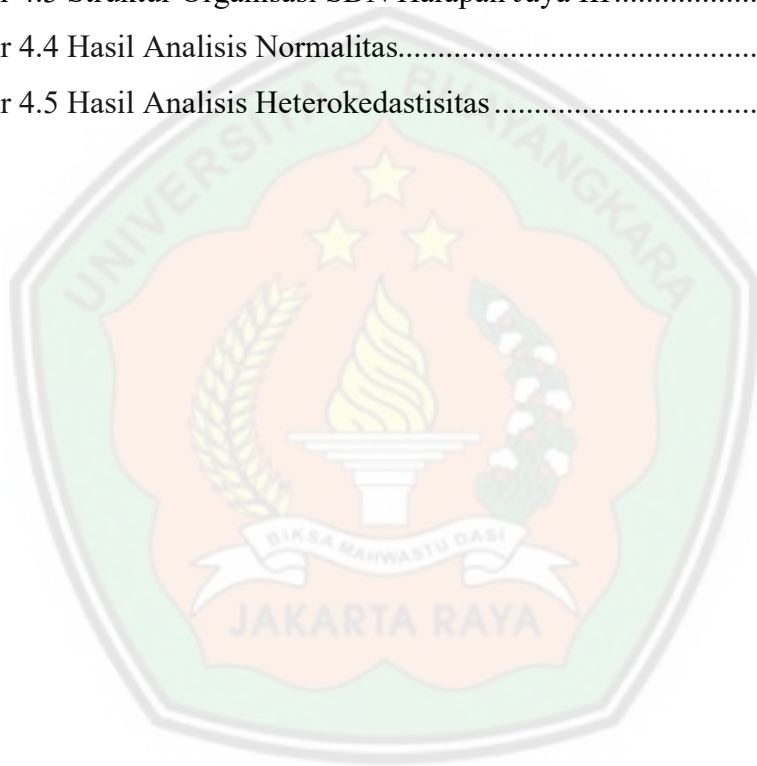 r 4.3 Struktur Organisasi SDN Harapan Jaya III..................
r 4.4 Hasil Analisis Normalitas.....................................
r 4.5 Hasil Analisis Heterokedastisitas...........................
UNIVERSITAS BHAYANGKARA
BIKSA MAHWASTU DASI
JAKARTA RAYA